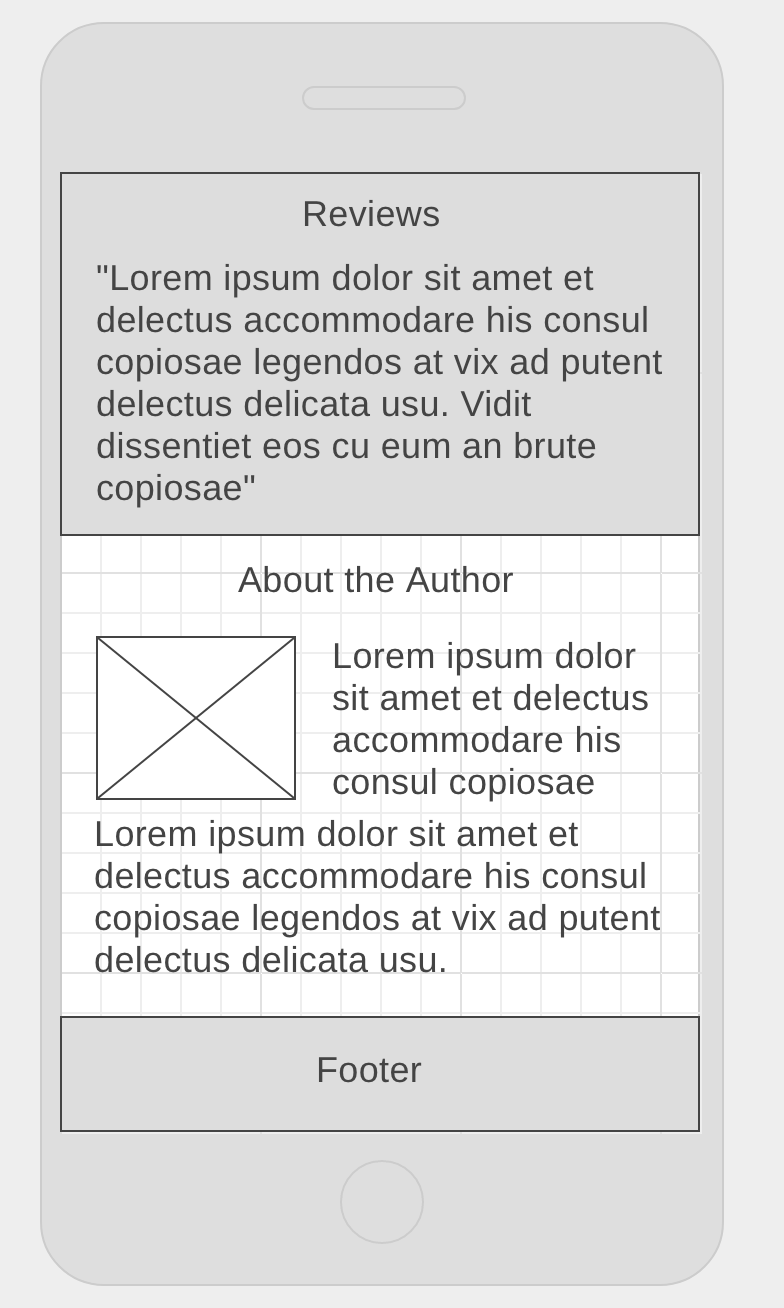 Reviews
"Lorem ipsum dolor sit amet et
delectus accommodare his consul
copiosae legendos at vix ad putent
delectus delicata usu. Vidit
dissentiet eos cu eum an brute
copiosae"
About the Author
Lorem ipsum dolor
sit amet et delectus
accommodare his
consul copiosae
Lorem ipsum dolor sit amet et
delectus accommodare his consul
copiosae legendos at vix ad putent
delectus delicata usu.
Footer